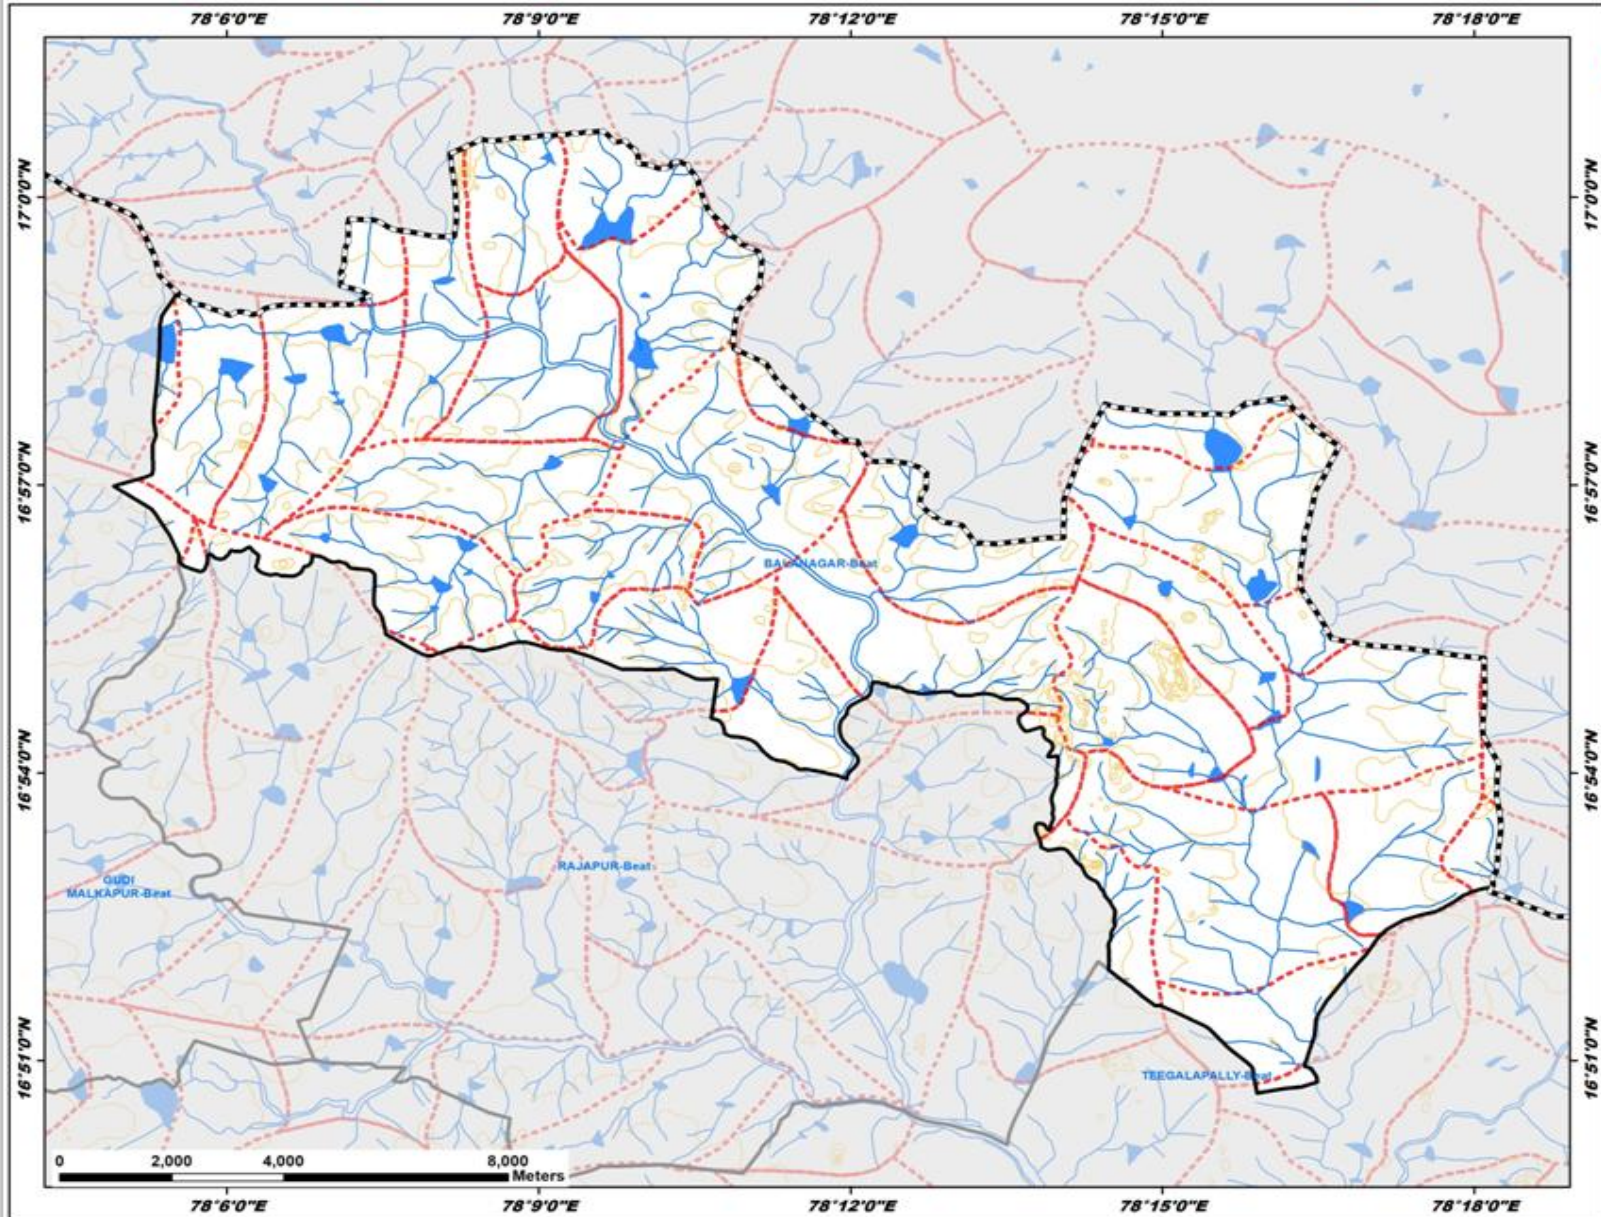 78°6'0"E 78°9'0"E 78°12'0"E 78°15'0"E 78°18'0"E
17°0'0"N 17°0'0"N
16°57'0"N 16°57'0"N
BALANAGAR-Beat
16°54'0"N 16°54'0"N
RAJAPUR-Beat
GUDI
MALKAPUR-Beat
16°51'0"N 16°51'0"N
TEEGALAPALLY-Beat
0 2,000 4,000 8,000
Meters
78°6'0"E 78°9'0"E 78°12'0"E 78°15'0"E 78°18'0"E